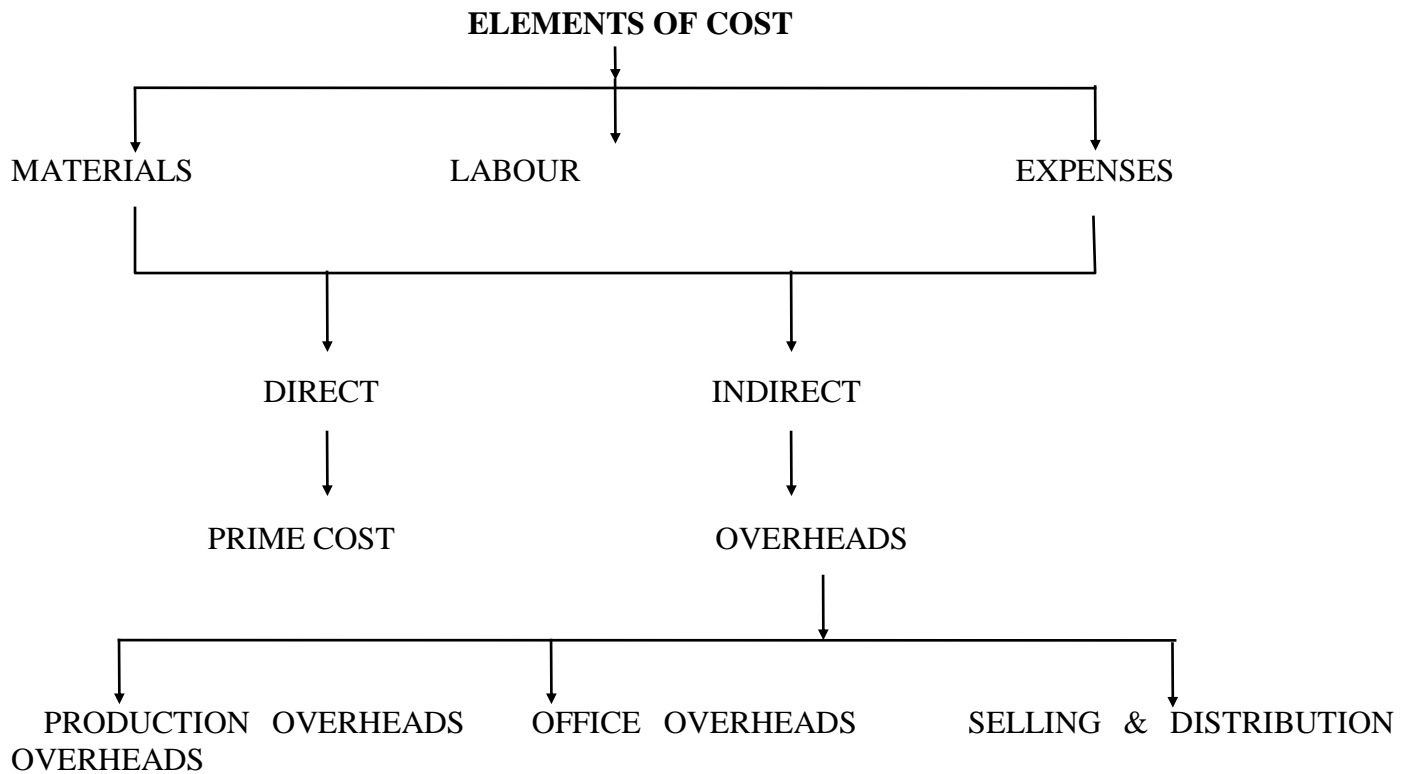 ELEMENTS OF COST
MATERIALS LABOUR EXPENSES
DIRECT INDIRECT
PRIME COST OVERHEADS
PRODUCTION OVERHEADS OFFICE OVERHEADS SELLING & DISTRIBUTION
OVERHEADS